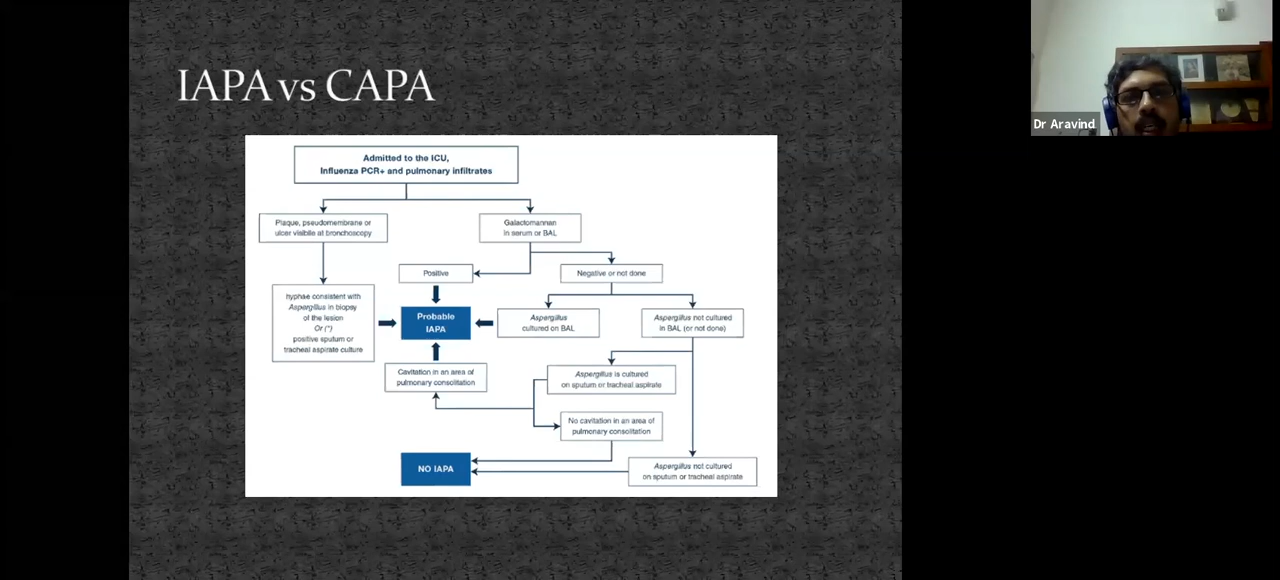 IAPA vs CAPA
Dr Aravind
Admitted to the ICU,
Influenza PCR+ and pulmonary infiltrates
Plaque, pseudomembrane or
ulcer visible at bronchoscopy
Galactomannan
in serum or BAL
Positive
Negative or not done
hyphae consistent with
Aspergillus in biopsy
of the lesion
Or (*)
positive sputum or
tracheal aspirate culture
Probable
IAPA
Aspergillus
cultured on BAL
Aspergillus not cultured
in BAL (or not done)
Cavitation in an area of
pulmonary consolitation
Aspergillus is cultured
on sputum or tracheal aspirate
No cavitation in an area of
pulmonary consolitation
NO IAPA
Aspergillus not cultured
on sputum or tracheal aspirate